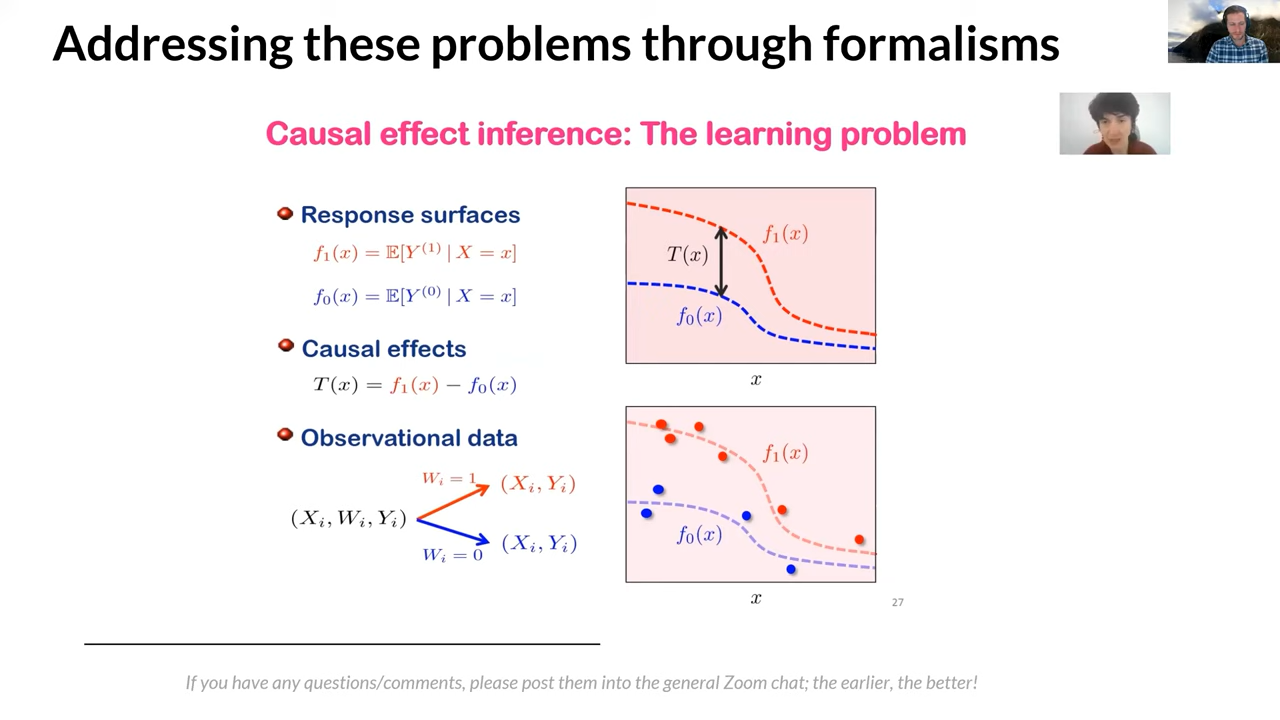 Addressing these problems through formalisms
Causal effect inference: The learning problem
Response surfaces
f₁(x) = 𝔼[Y⁽¹⁾ | X = x]
f₀(x) = 𝔼[Y⁽⁰⁾ | X = x]
Causal effects
T(x) = f₁(x) − f₀(x)
Observational data
(Xᵢ, Wᵢ, Yᵢ)
Wᵢ = 1
(Xᵢ, Yᵢ)
Wᵢ = 0
(Xᵢ, Yᵢ)
f₁(x)
T(x)
f₀(x)
x
f₁(x)
f₀(x)
x
27
If you have any questions/comments, please post them into the general Zoom chat; the earlier, the better!